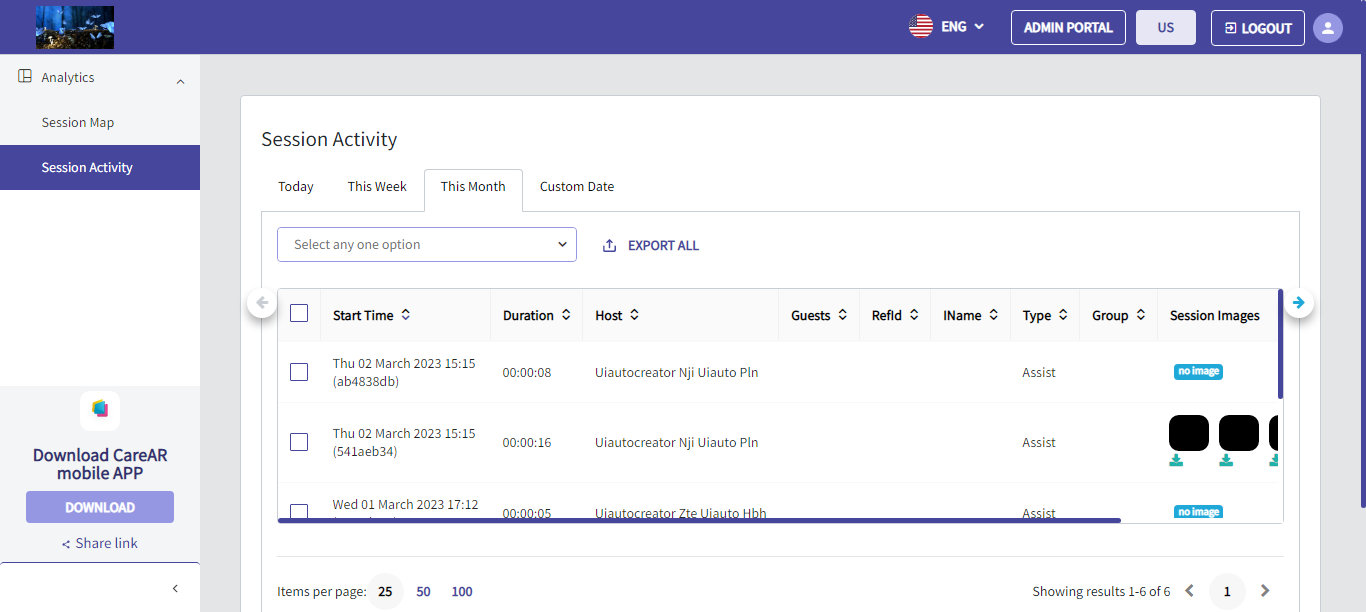 ENG
ADMIN PORTAL
US
LOGOUT
Analytics
Session Map
Session Activity
Download CareAR
mobile APP
DOWNLOAD
Share link
Session Activity
Today This Week This Month Custom Date
Select any one option
EXPORT ALL
Start Time Duration Host Guests RefId IName Type Group Session Images
Thu 02 March 2023 15:15
(ab4838db)
00:00:08 Uiautocreator Nji Uiauto Pln Assist no image
Thu 02 March 2023 15:15
(541aeb34)
00:00:16 Uiautocreator Nji Uiauto Pln Assist
Wed 01 March 2023 17:12
00:00:05 Uiautocreator Zte Uiauto Hbh Assist no image
Items per page: 25 50 100
Showing results 1-6 of 6 1